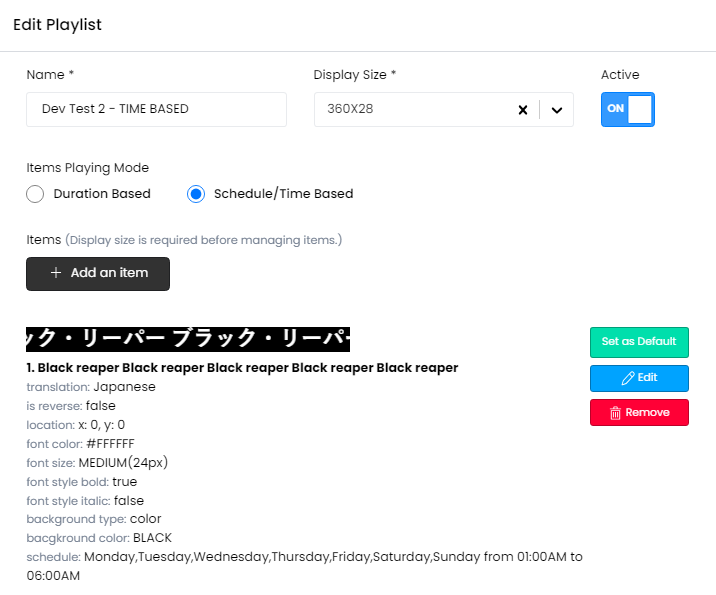 Edit Playlist
Name * Display Size * Active
Dev Test 2 - TIME BASED 360X28 ON
Items Playing Mode
Duration Based Schedule/Time Based
Items (Display size is required before managing items.)
Add an item
ック・リーパー ブラック・リーパー
Set as Default
1. Black reaper Black reaper Black reaper Black reaper Black reaper
Edit
translation: Japanese
is reverse: false
Remove
location: x: 0, y: 0
font color: #FFFFFF
font size: MEDIUM(24px)
font style bold: true
font style italic: false
background type: color
bacgkround color: BLACK
schedule: Monday,Tuesday,Wednesday,Thursday,Friday,Saturday,Sunday from 01:00AM to
06:00AM